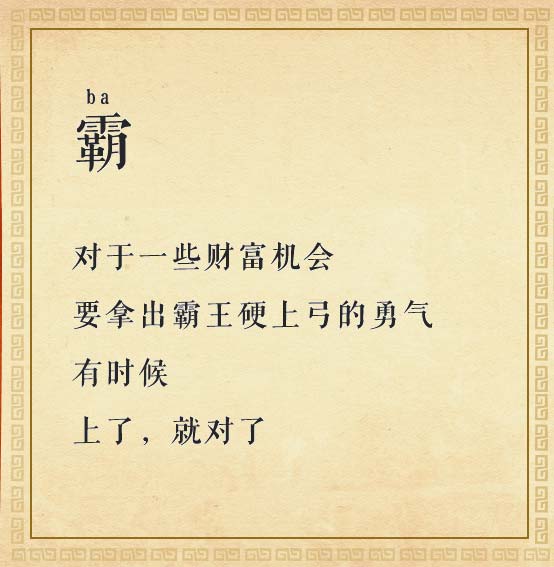 ba
霸
对于一些财富机会
要拿出霸王硬上弓的勇气
有时候
上了，就对了